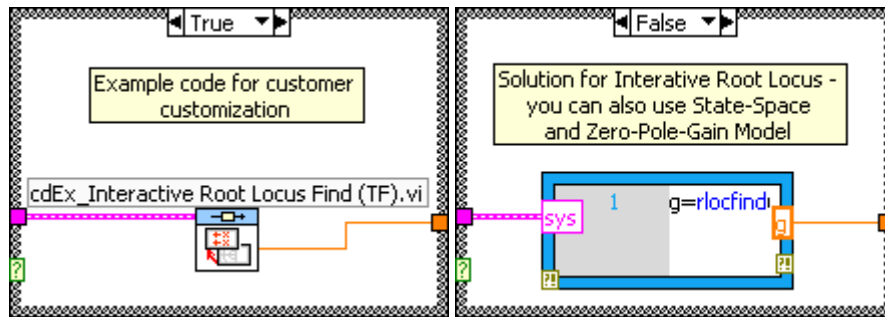 True
Example code for customer
customization
cdEx_Interactive Root Locus Find (TF).vi
?
False
Solution for Interative Root Locus -
you can also use State-Space
and Zero-Pole-Gain Model
sys
1
g=rlocfind(
g
?